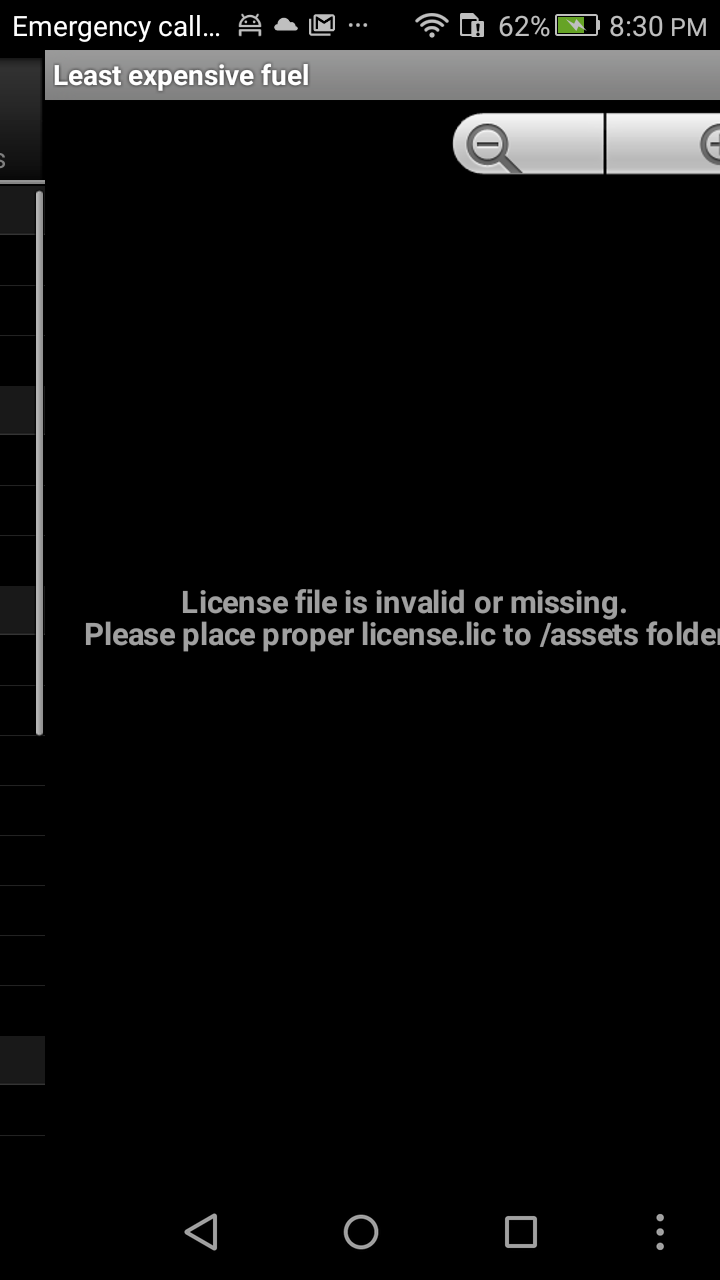 Emergency call... 62% 8:30 PM
Least expensive fuel
s
License file is invalid or missing.
Please place proper license.lic to /assets folder